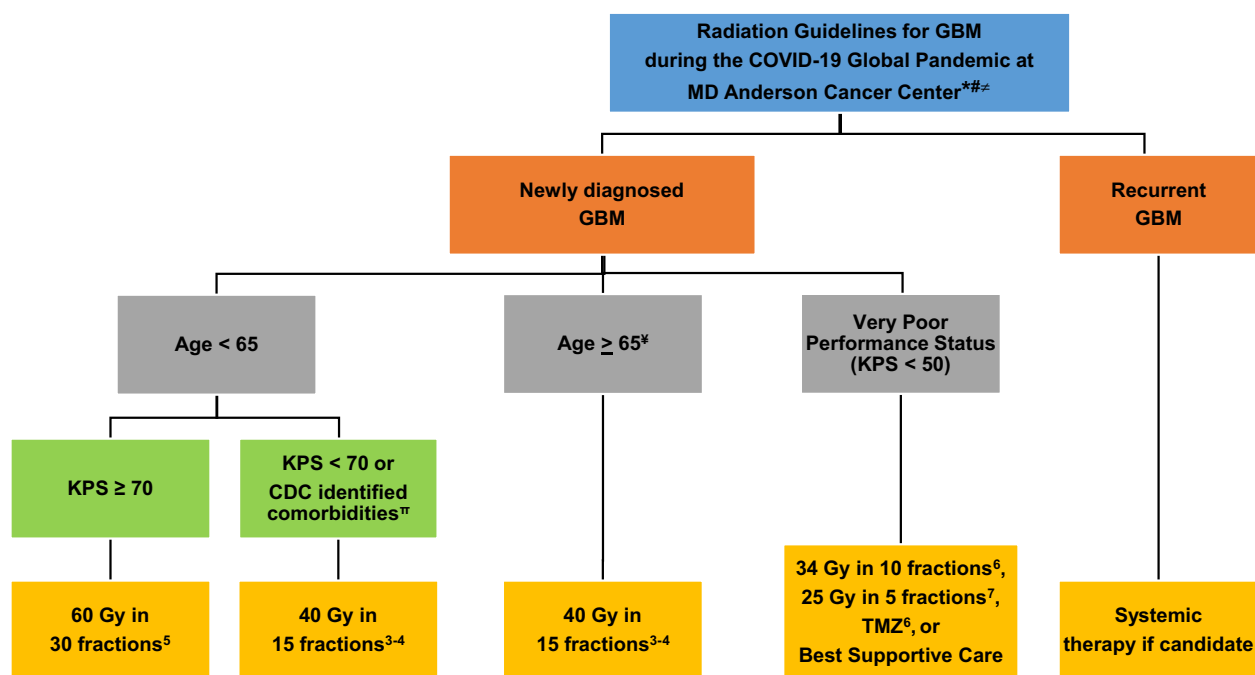 Radiation Guidelines for GBM
during the COVID-19 Global Pandemic at
MD Anderson Cancer Center*#≠
Newly diagnosed
GBM
Recurrent
GBM
Age < 65
Age ≥ 65¥
Very Poor
Performance Status
(KPS < 50)
KPS ≥ 70
KPS < 70 or
CDC identified
comorbiditiesπ
60 Gy in
30 fractions5
40 Gy in
15 fractions3-4
40 Gy in
15 fractions3-4
34 Gy in 10 fractions6,
25 Gy in 5 fractions7,
TMZ6, or
Best Supportive Care
Systemic
therapy if candidate